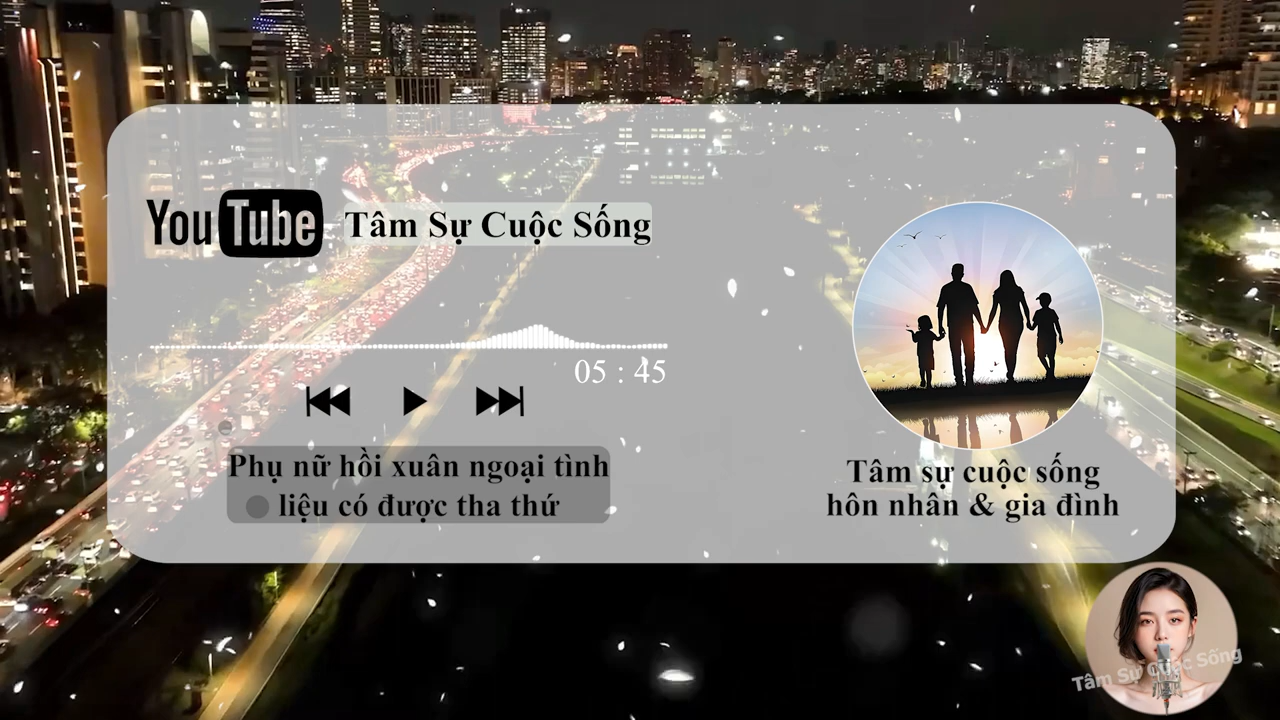 YouTube
Tâm Sự Cuộc Sống
05 : 45
Phụ nữ hồi xuân ngoại tình
liệu có được tha thứ
Tâm sự cuộc sống
hôn nhân & gia đình
Tâm Sự Cuộc Sống